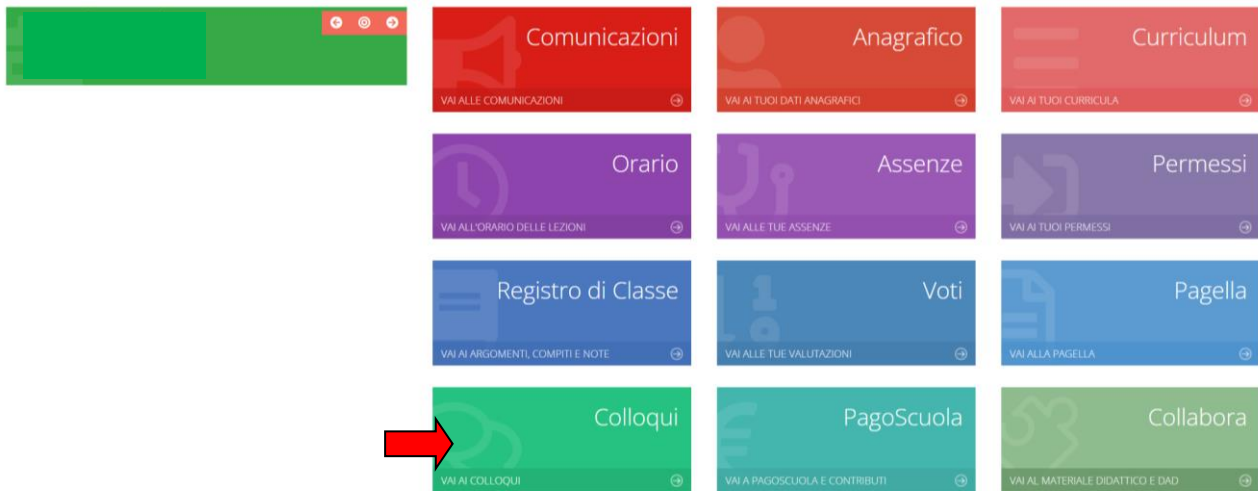 Comunicazioni
VAI ALLE COMUNICAZIONI
Anagrafico
VAI AI TUOI DATI ANAGRAFICI
Curriculum
VAI AI TUOI CURRICULA
Orario
VAI ALL'ORARIO DELLE LEZIONI
Assenze
VAI ALLE TUE ASSENZE
Permessi
VAI AI TUOI PERMESSI
Registro di Classe
VAI AI ARGOMENTI, COMPITI E NOTE
Voti
VAI ALLE TUE VALUTAZIONI
Pagella
VAI ALLA PAGELLA
Colloqui
VAI AI COLLOQUI
PagoScuola
VAI A PAGOSCUOLA E CONTRIBUTI
Collabora
VAI AL MATERIALE DIDATTICO E DAD